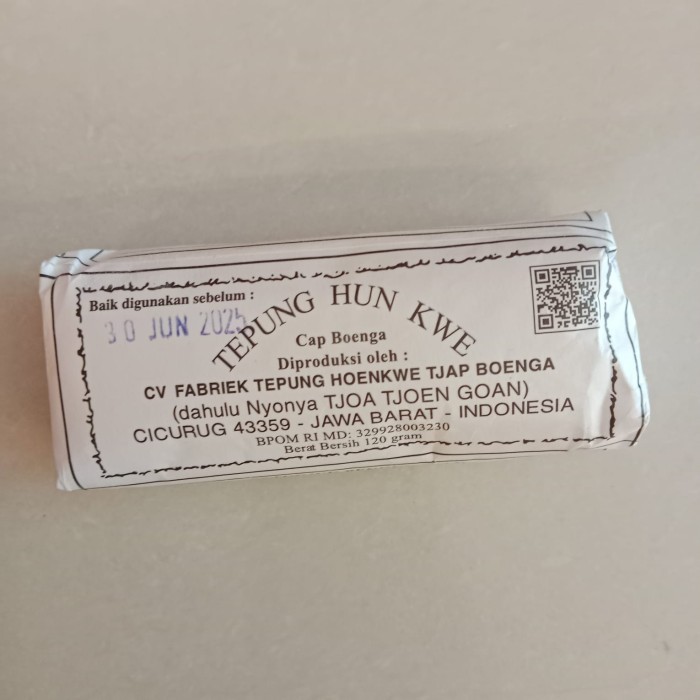 Baik digunakan sebelum :
30 JUN 2025
TEPUNG HUN KWE
Cap Boenga
Diproduksi oleh :
CV FABRIEK TEPUNG HOENKWE TJAP BOENGA
(dahulu Nyonya TJOA TJOEN GOAN)
CICURUG 43359 - JAWA BARAT - INDONESIA
BPOM RI MD: 329928003230
Berat Bersih 120 gram